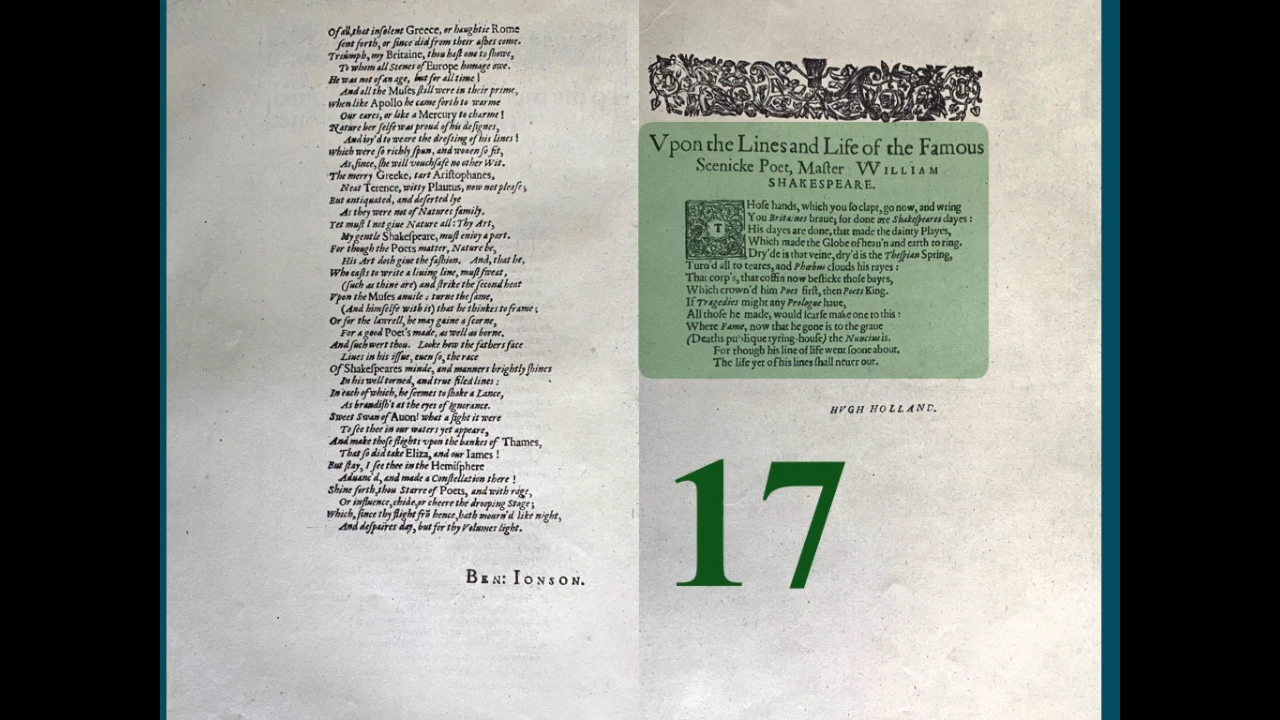 Of all, that insolent Greece, or haughtie Rome
sent forth, or since did from their ashes come.
Triumph, my Britaine, thou hast one to showe,
To whom all Scenes of Europe homage owe.
He was not of an age, but for all time!
And all the Muses still were in their prime,
When like Apollo he came forth to warme
Our eares, or like a Mercury to charme!
Nature her selfe was proud of his designes,
And ioy'd to weare the dressing of his lines!
Which were so richly spun, and wouen so fit,
As, since, she will vouchsafe no other Wit.
The merry Greeke, tart Aristophanes,
Neat Terence, witty Plautus, now not please;
But antiquated, and deserted lye
As they were not of Natures family.
Yet must I not giue Nature all: Thy Art,
My gentle Shakespeare, must enioy a part.
For though the Poets matter, Nature be,
His Art doth giue the fashion. And, that he,
Who casts to write a liuing line, must sweat,
(such as thine are) and strike the second heat
Vpon the Muses anuile: turne the same,
(And himselfe with it) that he thinkes to frame;
Or for the lawrell, he may gaine a scorne,
For a good Poet's made, as well as borne.
And such wert thou. Looke how the fathers face
Liues in his issue, euen so, the race
Of Shakespeares minde, and manners brightly shines
In his well torned, and true filed lines:
In each of which, he seemes to shake a Lance,
As brandish't at the eyes of Ignorance.
Sweet Swan of Auon! what a sight it were
To see thee in our waters yet appeare,
And make those flights vpon the bankes of Thames,
That so did take Eliza, and our Iames!
But stay, I see thee in the Hemisphere
Aduanc'd, and made a Constellation there!
Shine forth, thou Starre of Poets, and with rage,
Or influence, chide, or cheere the drooping Stage;
Which, since thy flight frõ hence, hath mourn'd like night,
And despaires day, but for thy Volumes light.
BEN: IONSON.
Vpon the Lines and Life of the Famous
Scenicke Poet, Master WILLIAM
SHAKESPEARE.
THose hands, which you so clapt, go now, and wring
You Britaines braue; for done are Shakespeares dayes:
His dayes are done, that made the dainty Playes,
Which made the Globe of heau'n and earth to ring.
Dry'de is that veine, dry'd is the Thespian Spring,
Turn'd all to teares, and Phœbus clouds his rayes:
That corp's, that coffin now besticke those bayes,
Which crown'd him Poet first, then Poets King.
If Tragedies might any Prologue haue,
All those he made, would scarse make one to this:
Where Fame, now that he gone is to the graue
(Deaths publique tyring-house) the Nuncius is.
For though his line of life went soone about,
The life yet of his lines shall neuer out.
HVGH HOLLAND.
17